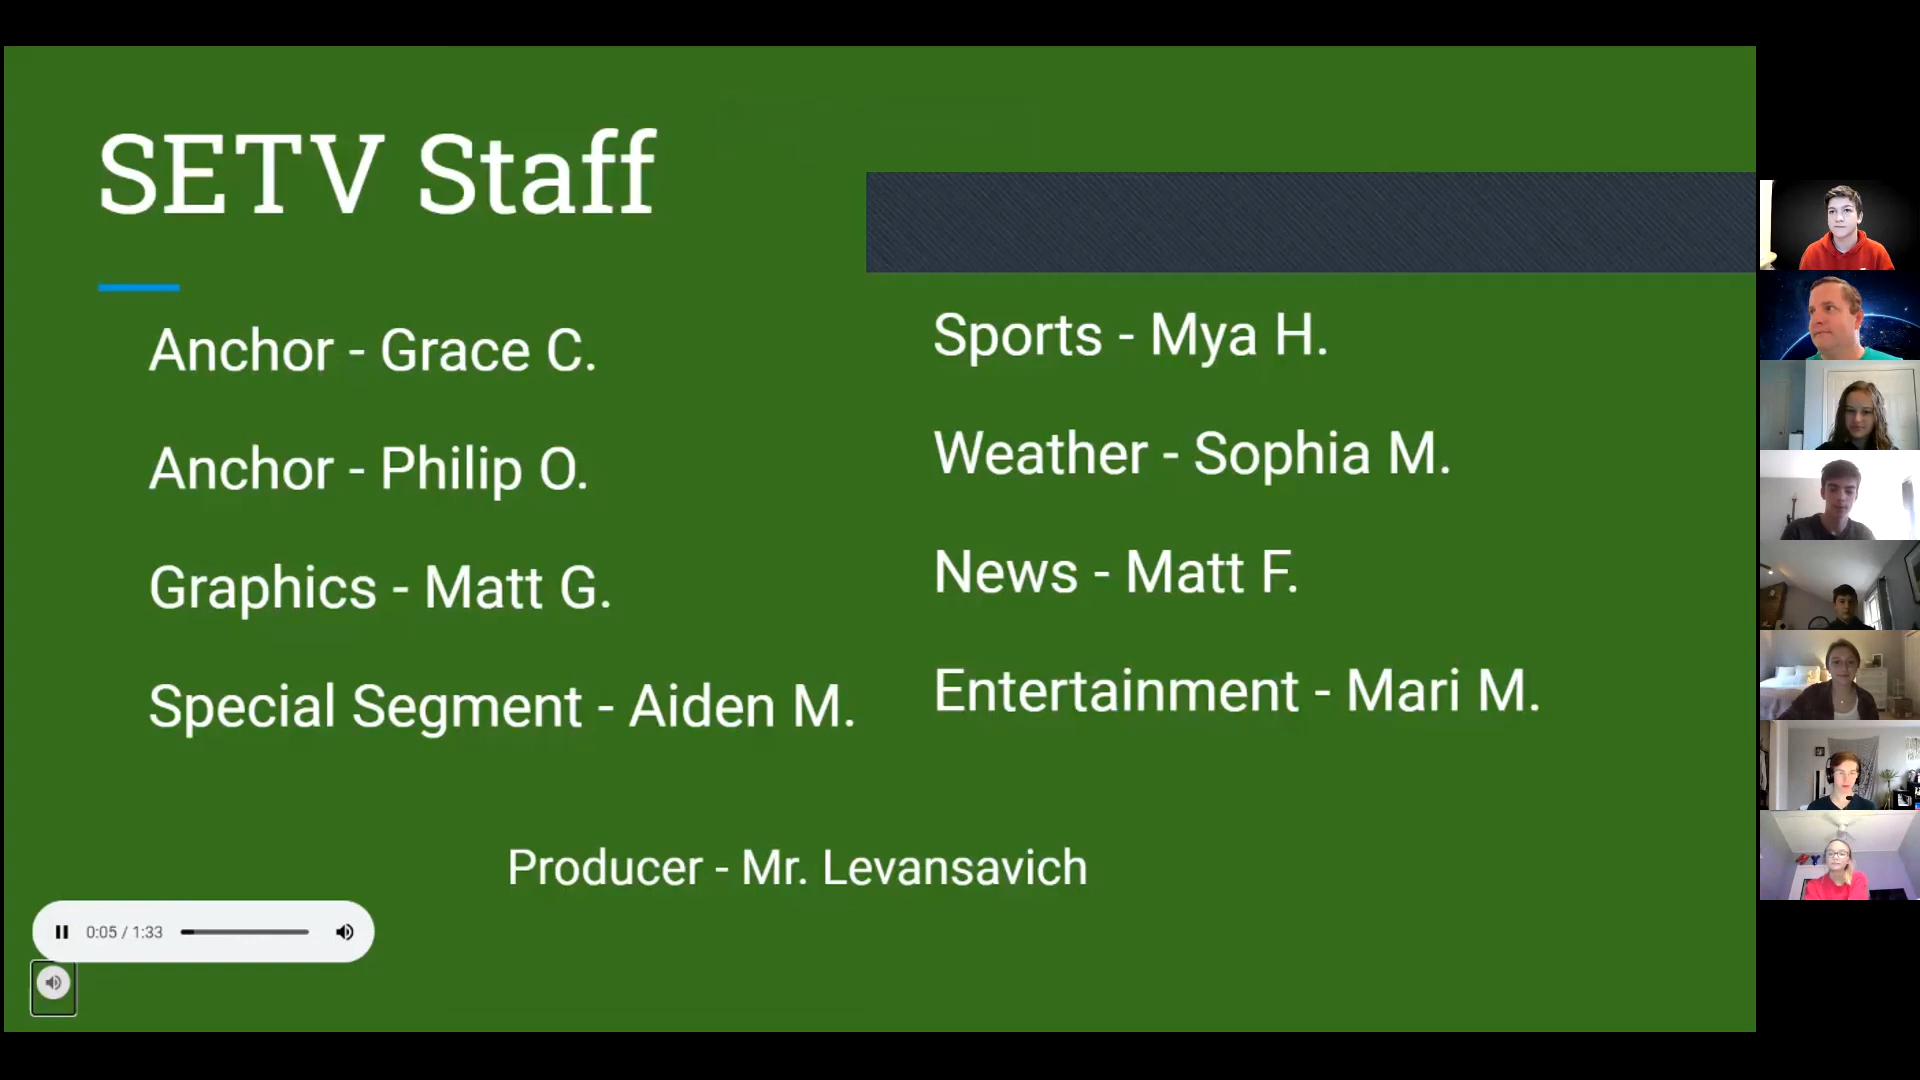 SETV Staff
Anchor - Grace C.
Anchor - Philip O.
Graphics - Matt G.
Special Segment - Aiden M.
Sports - Mya H.
Weather - Sophia M.
News - Matt F.
Entertainment - Mari M.
Producer - Mr. Levansavich
0:05 / 1:33